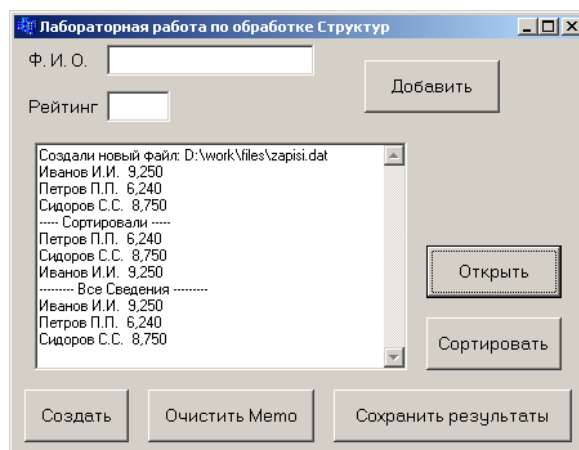 Лабораторная работа по обработке Структур
Ф. И. О.
Добавить
Рейтинг
Создали новый файл: D:\work\files\zapisi.dat
Иванов И.И. 9,250
Петров П.П. 6,240
Сидоров С.С. 8,750
----- Сортировали -----
Петров П.П. 6,240
Сидоров С.С. 8,750
Иванов И.И. 9,250
--------- Все Сведения ---------
Иванов И.И. 9,250
Петров П.П. 6,240
Сидоров С.С. 8,750
Открыть
Сортировать
Создать
Очистить Memo
Сохранить результаты